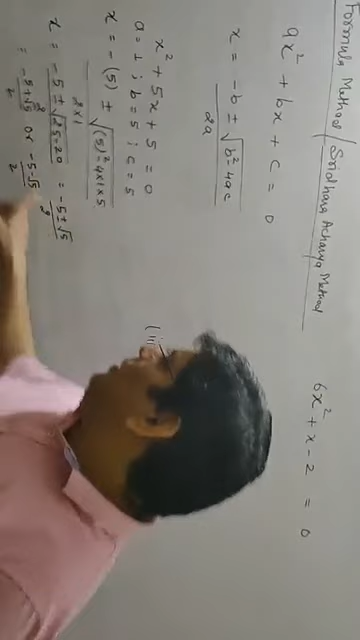 Formula Method / Sridhara Acharya Method
ax² + bx + c = 0
x = -b ± √b²-4ac / 2a
x² + 5x + 5 = 0
a = 1 ; b = 5 ; c = 5
x = -(5) ± √(5)²-4×1×5 / 2×1
x = -5 ± √25-20 / 2 = -5 ± √5 / 2
= -5+√5 / 2 or -5-√5 / 2
6x² + x - 2 = 0